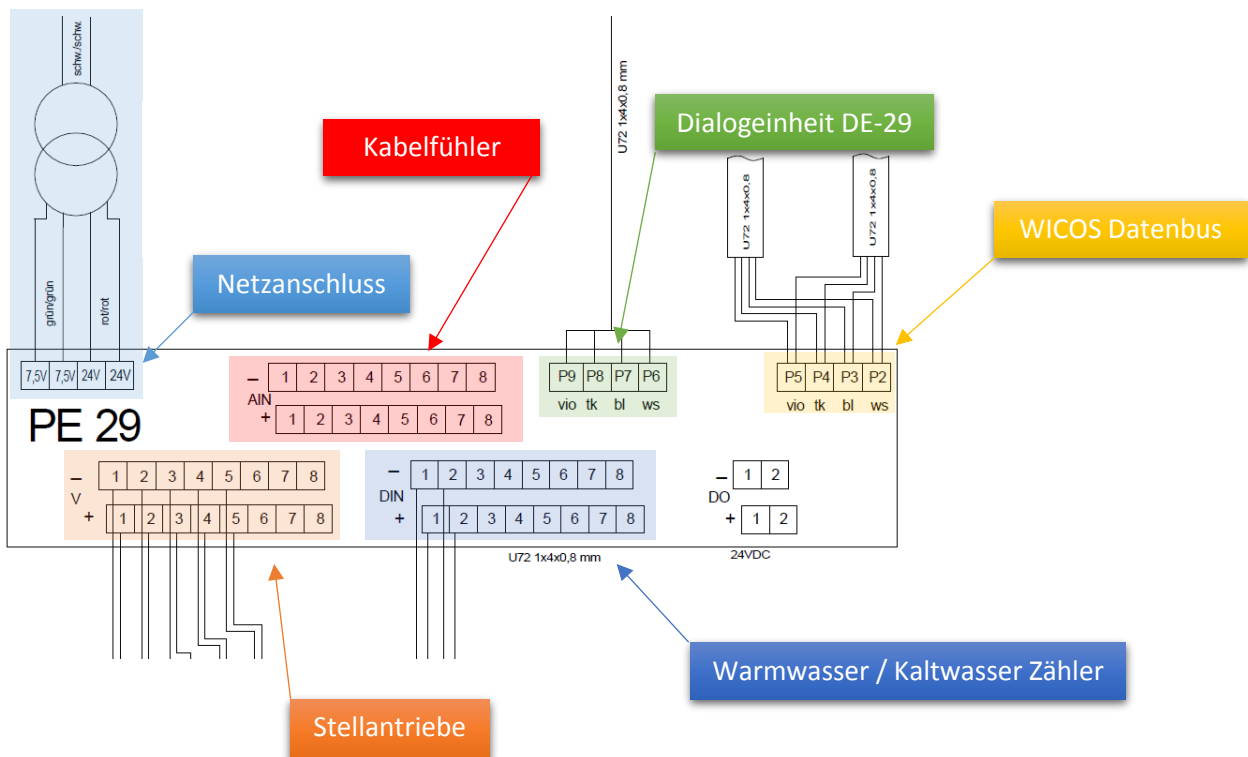 schw./schw.
U72 1x4x0,8 mm
Dialogeinheit DE-29
Kabelfühler
U72 1x4x0,8
U72 1x4x0,8
WICOS Datenbus
Netzanschluss
grün/grün
rot/rot
7,5V 7,5V 24V 24V
– 1 2 3 4 5 6 7 8
AIN
+ 1 2 3 4 5 6 7 8
P9 P8 P7 P6
vio tk bl ws
P5 P4 P3 P2
vio tk bl ws
PE 29
– 1 2 3 4 5 6 7 8
V
+ 1 2 3 4 5 6 7 8
– 1 2 3 4 5 6 7 8
DIN
+ 1 2 3 4 5 6 7 8
– 1 2
DO
+ 1 2
U72 1x4x0,8 mm
24VDC
Warmwasser / Kaltwasser Zähler
Stellantriebe